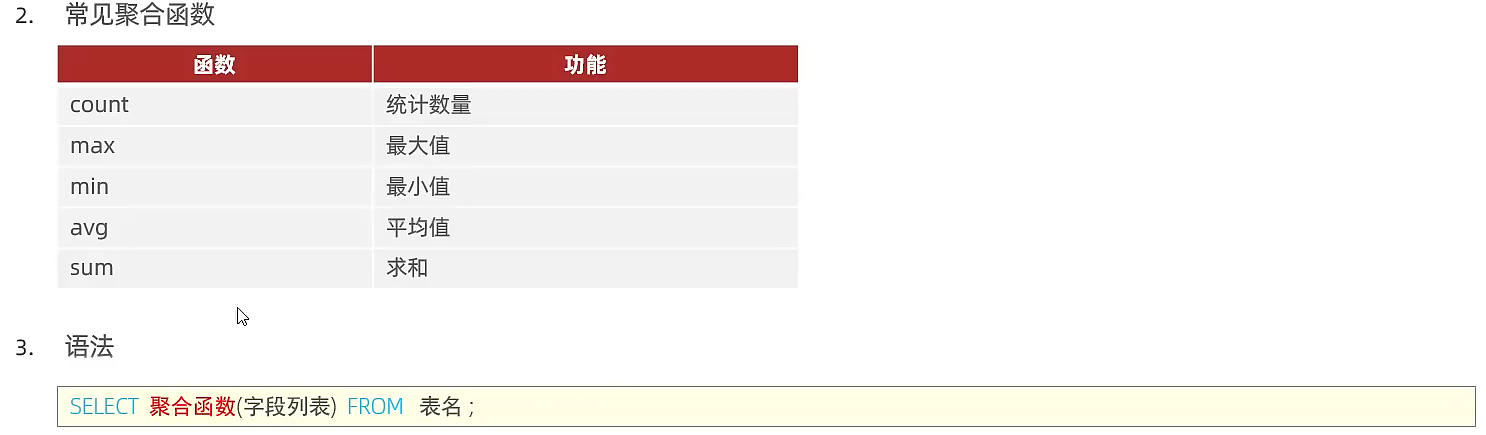 2. 常见聚合函数
函数 功能
count 统计数量
max 最大值
min 最小值
avg 平均值
sum 求和
3. 语法
SELECT 聚合函数(字段列表) FROM 表名 ;